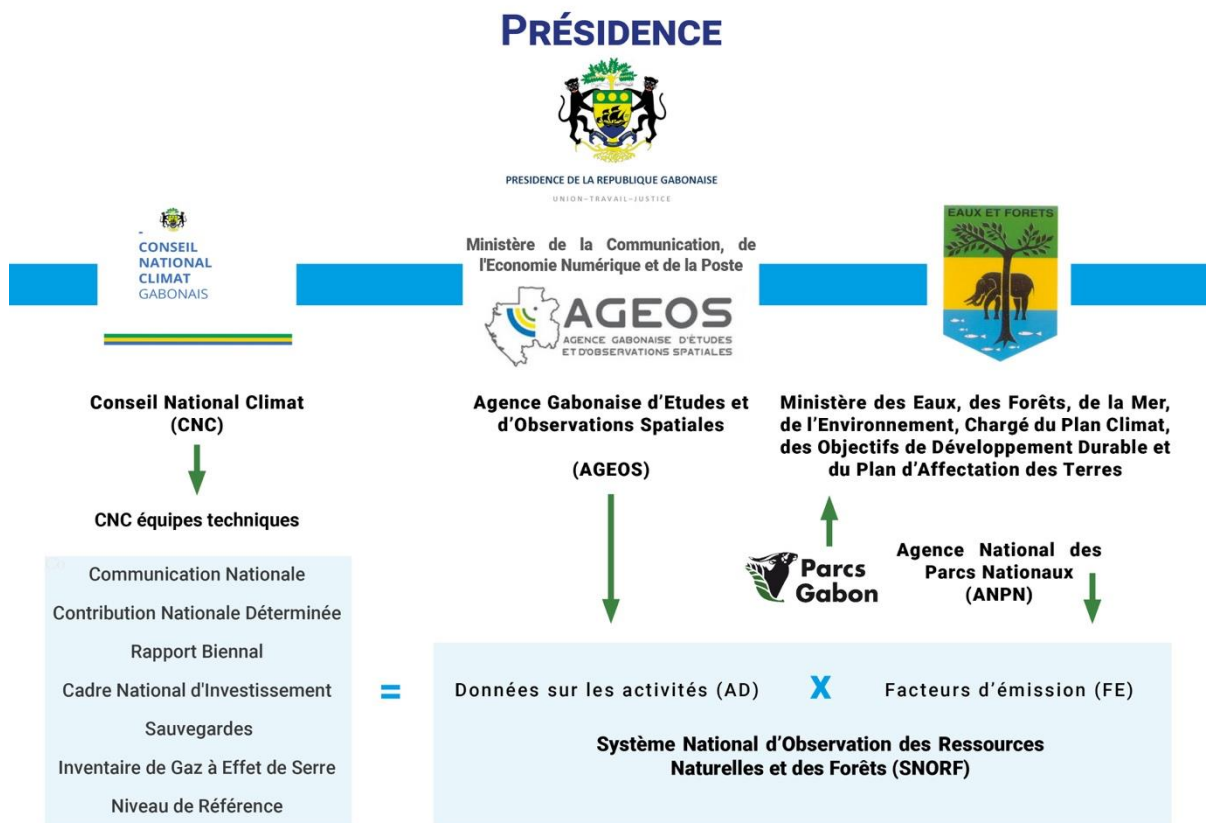 PRÉSIDENCE
PRESIDENCE DE LA REPUBLIQUE GABONAISE
UNION-TRAVAIL-JUSTICE
CONSEIL
NATIONAL
CLIMAT
GABONAIS
Ministère de la Communication, de
l'Economie Numérique et de la Poste
AGEOS
AGENCE GABONAISE D'ÉTUDES
ET D'OBSERVATIONS SPATIALES
EAUX ET FORETS
Conseil National Climat
(CNC)
Agence Gabonaise d'Etudes et
d'Observations Spatiales
(AGEOS)
Ministère des Eaux, des Forêts, de la Mer,
de l'Environnement, Chargé du Plan Climat,
des Objectifs de Développement Durable et
du Plan d'Affectation des Terres
CNC équipes techniques
Parcs
Gabon
Agence National des
Parcs Nationaux
(ANPN)
Communication Nationale
Contribution Nationale Déterminée
Rapport Biennal
Cadre National d'Investissement
Sauvegardes
Inventaire de Gaz à Effet de Serre
Niveau de Référence
=
Données sur les activités (AD) X Facteurs d'émission (FE)
Système National d'Observation des Ressources
Naturelles et des Forêts (SNORF)